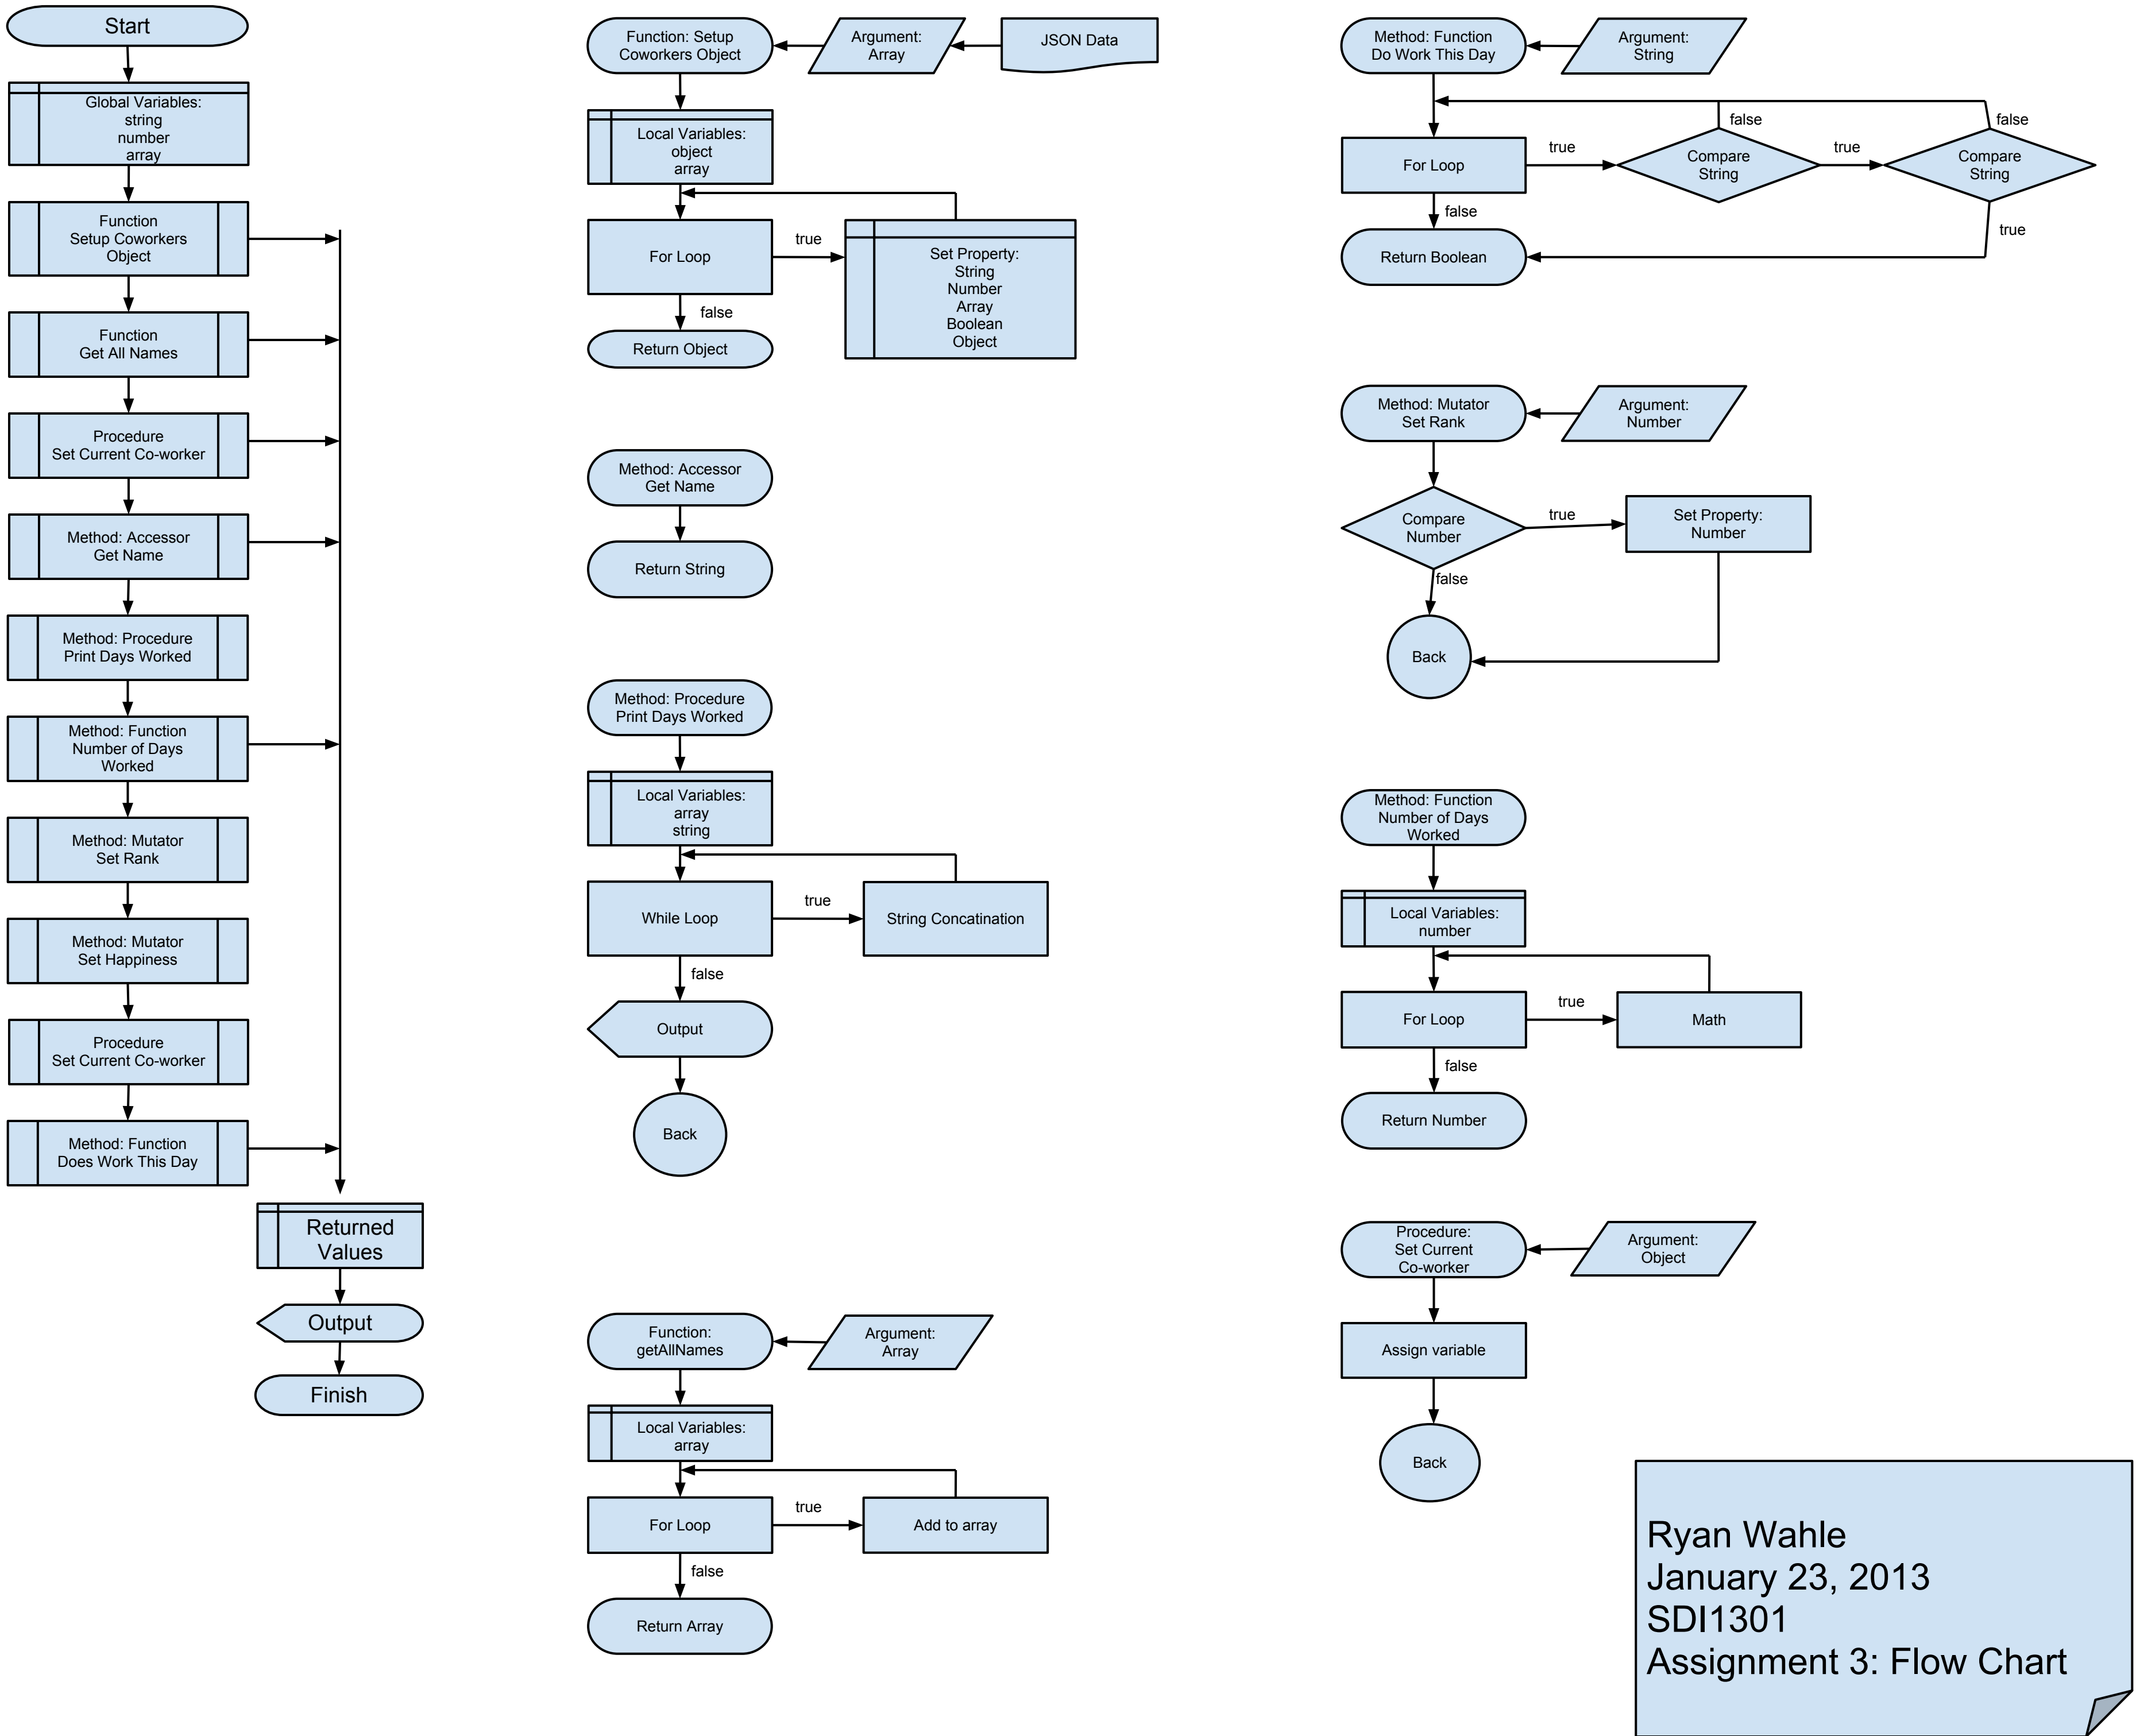 Start
Global Variables:
string
number
array
Function
Setup Coworkers
Object
Function
Get All Names
Procedure
Set Current Co-worker
Method: Accessor
Get Name
Method: Procedure
Print Days Worked
Method: Function
Number of Days
Worked
Method: Mutator
Set Rank
Method: Mutator
Set Happiness
Procedure
Set Current Co-worker
Method: Function
Does Work This Day
Returned
Values
Output
Finish
Function: Setup
Coworkers Object
Argument:
Array
JSON Data
Local Variables:
object
array
For Loop
true
Set Property:
String
Number
Array
Boolean
Object
false
Return Object
Method: Accessor
Get Name
Return String
Method: Procedure
Print Days Worked
Local Variables:
array
string
While Loop
true
String Concatination
false
Output
Back
Function:
getAllNames
Argument:
Array
Local Variables:
array
For Loop
true
Add to array
false
Return Array
Method: Function
Do Work This Day
Argument:
String
For Loop
true
Compare
String
false
true
Compare
String
false
true
false
Return Boolean
Method: Mutator
Set Rank
Argument:
Number
Compare
Number
true
Set Property:
Number
false
Back
Method: Function
Number of Days
Worked
Local Variables:
number
For Loop
true
Math
false
Return Number
Procedure:
Set Current
Co-worker
Argument:
Object
Assign variable
Back
Ryan Wahle
January 23, 2013
SDI1301
Assignment 3: Flow Chart